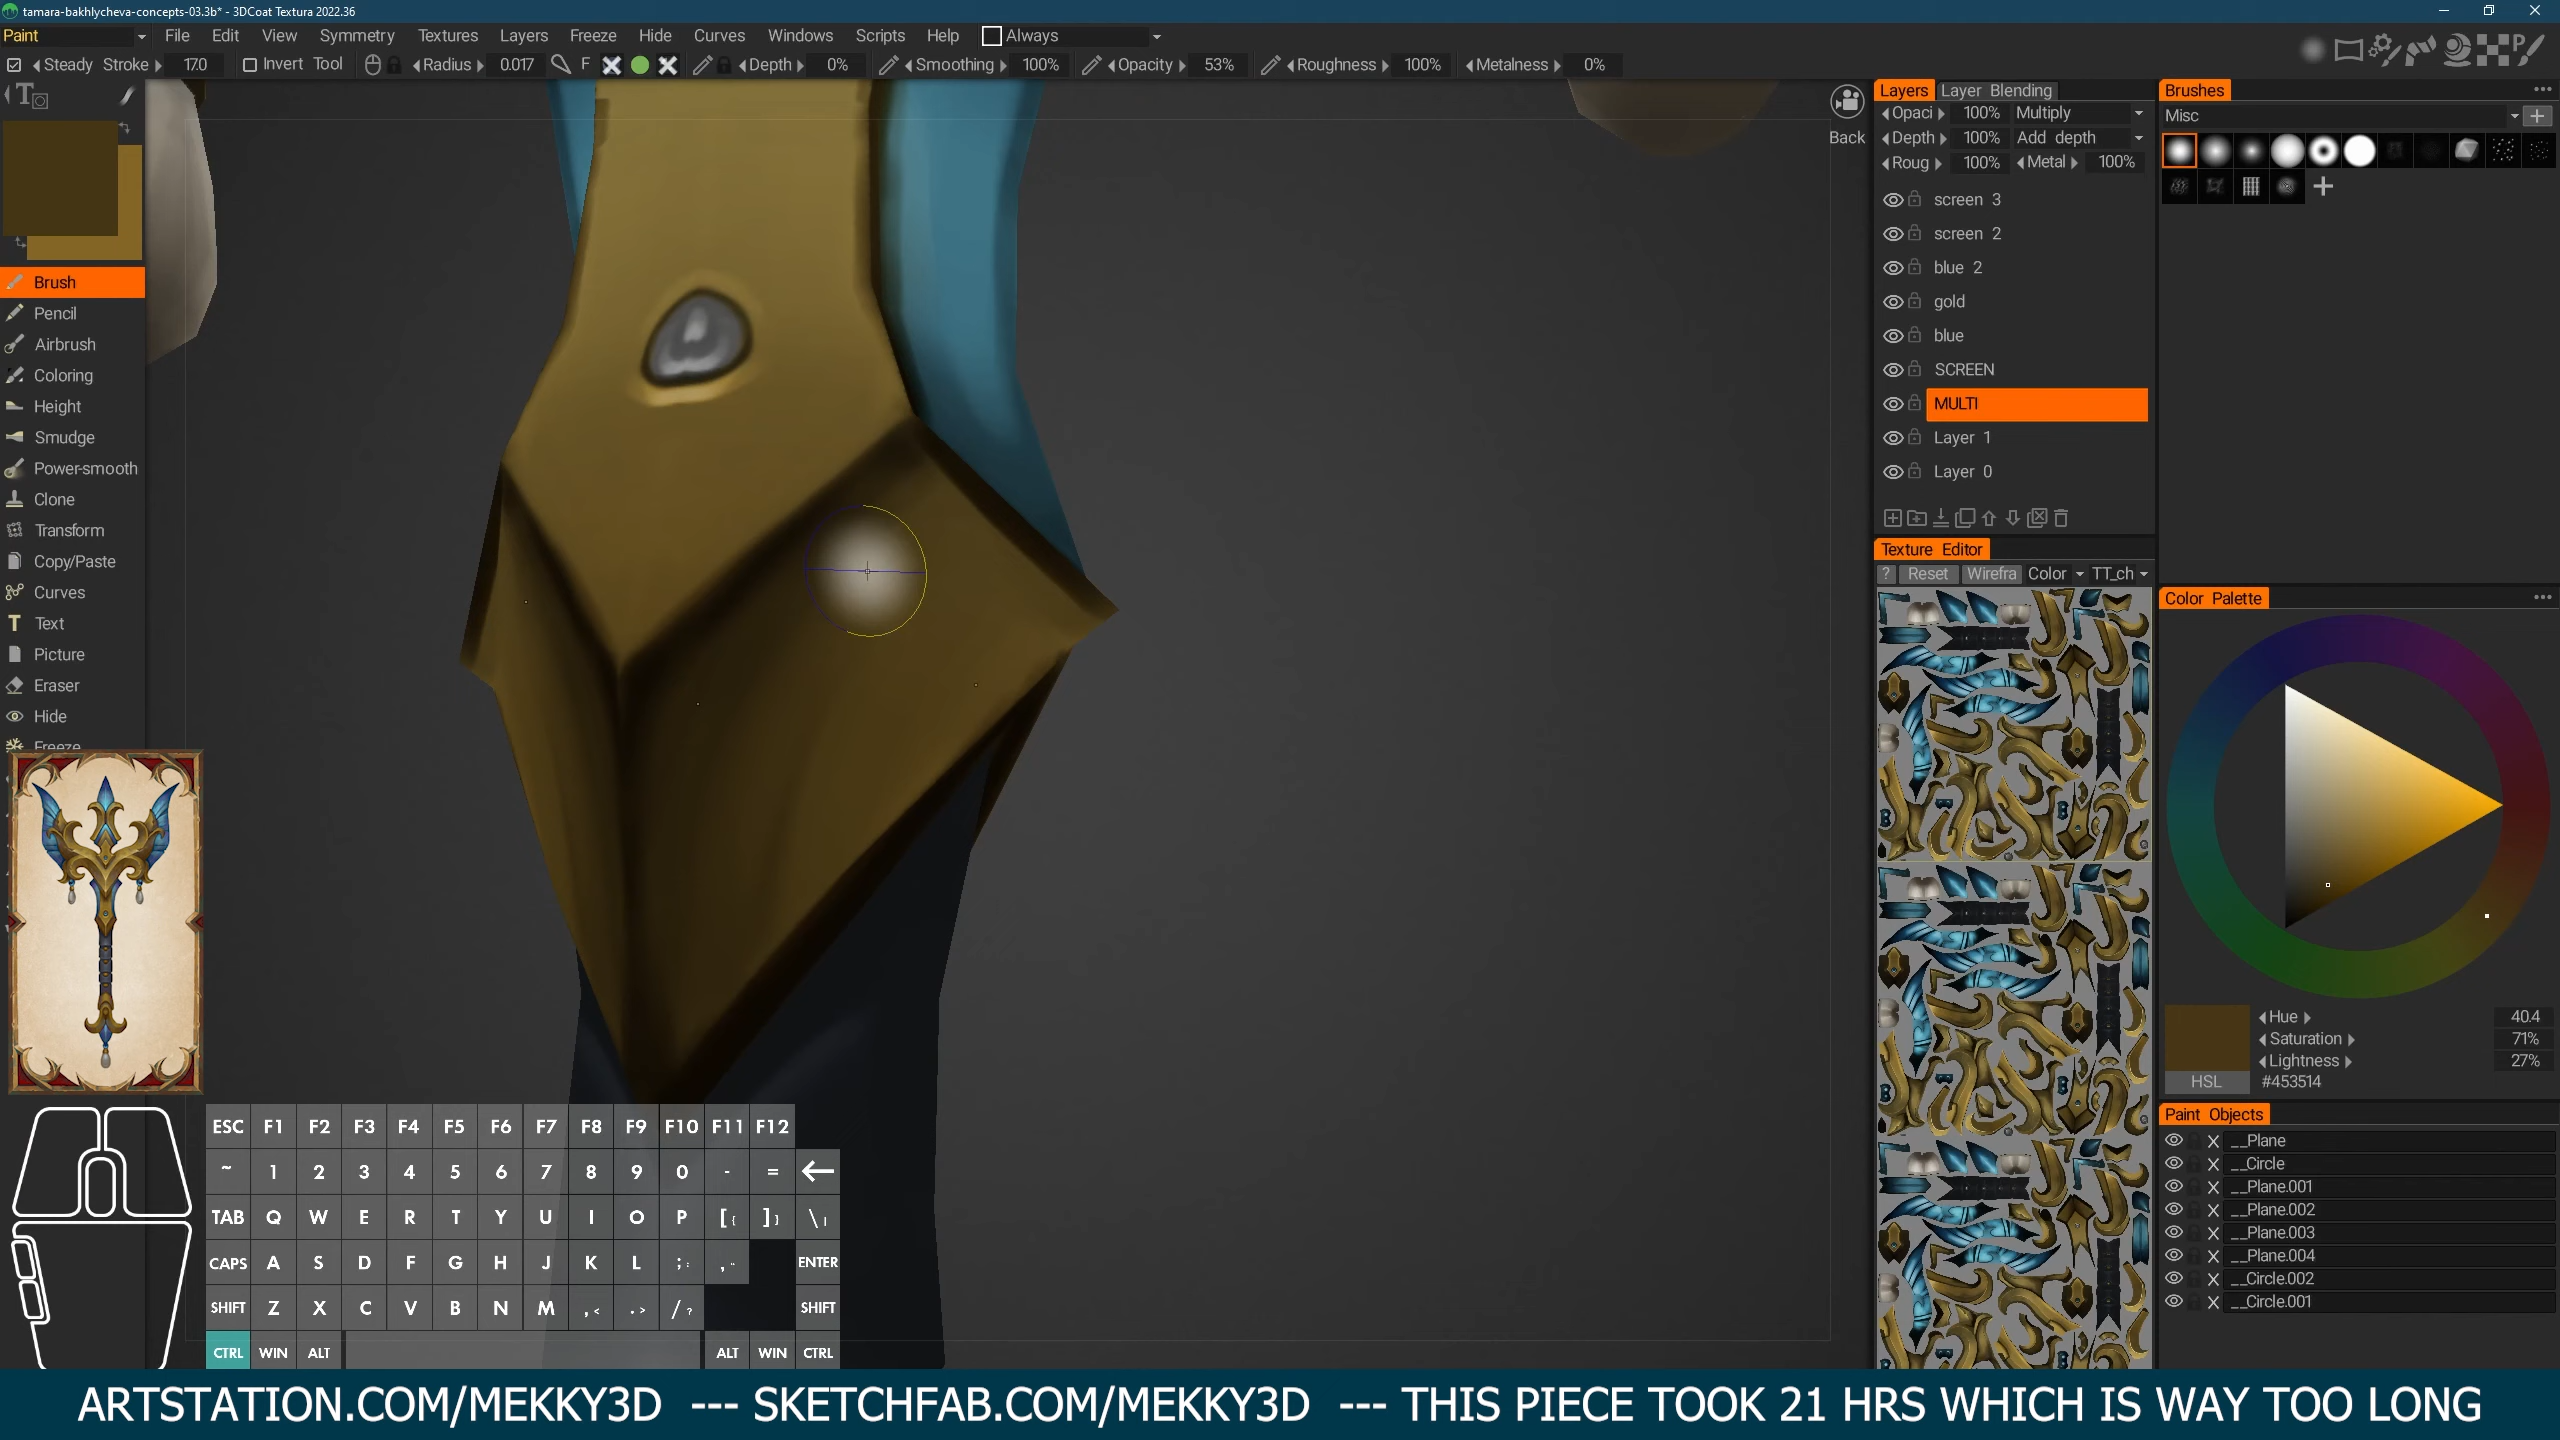 tamara-bakhlycheva-concepts-03.3b* - 3DCoat Textura 2022.36
Paint File Edit View Symmetry Textures Layers Freeze Hide Curves Windows Scripts Help Always
Steady Stroke 17.0 Invert Tool Radius 0.017 F Depth 0% Smoothing 100% Opacity 53% Roughness 100% Metalness 0%
Back
Brush
Pencil
Airbrush
Coloring
Height
Smudge
Power-smooth
Clone
Transform
Copy/Paste
Curves
Text
Picture
Eraser
Hide
Freeze
Layers Layer Blending
Opaci 100% Multiply
Depth 100% Add depth
Roug 100% Metal 100%
screen 3
screen 2
blue 2
gold
blue
SCREEN
MULTI
Layer 1
Layer 0
Texture Editor
? Reset Wirefra Color TT_ch
Brushes
Misc
Color Palette
Hue 40.4
Saturation 71%
Lightness 27%
HSL #453514
Paint Objects
X __Plane
X __Circle
X __Plane.001
X __Plane.002
X __Plane.003
X __Plane.004
X __Circle.002
X __Circle.001
ESC F1 F2 F3 F4 F5 F6 F7 F8 F9 F10 F11 F12
~ 1 2 3 4 5 6 7 8 9 0 - =
TAB Q W E R T Y U I O P [{ ]} \|
CAPS A S D F G H J K L ;: ," ENTER
SHIFT Z X C V B N M ,< .> /? SHIFT
CTRL WIN ALT ALT WIN CTRL
ARTSTATION.COM/MEKKY3D --- SKETCHFAB.COM/MEKKY3D --- THIS PIECE TOOK 21 HRS WHICH IS WAY TOO LONG